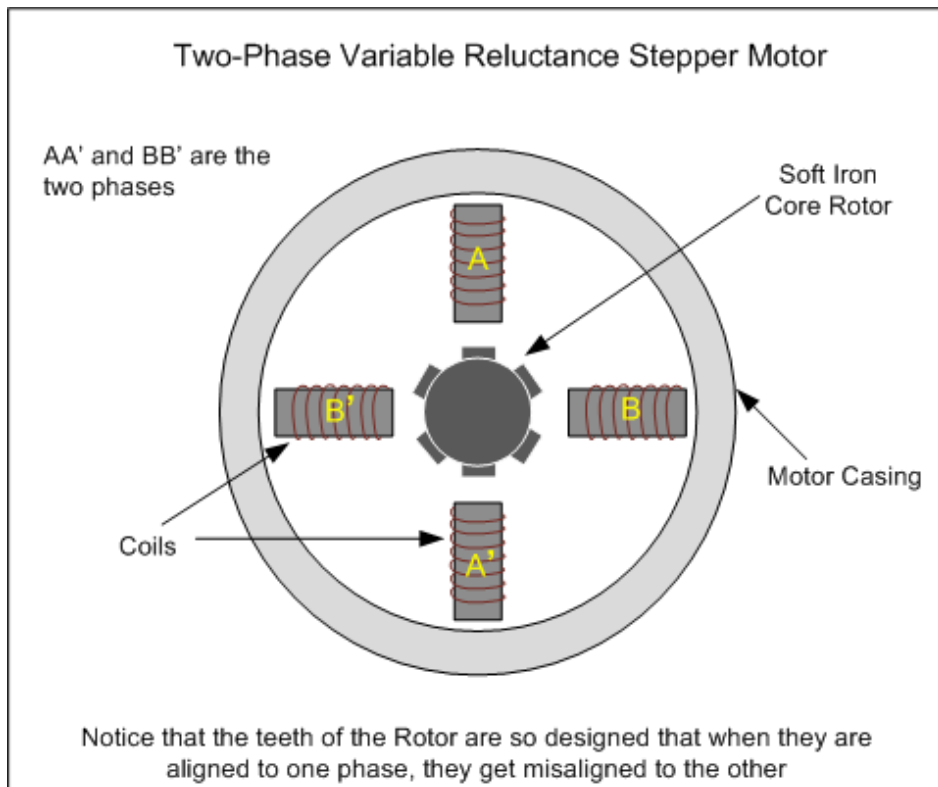 Two-Phase Variable Reluctance Stepper Motor
AA’ and BB’ are the
two phases
Soft Iron
Core Rotor
A
B’
B
Motor Casing
Coils
A’
Notice that the teeth of the Rotor are so designed that when they are
aligned to one phase, they get misaligned to the other